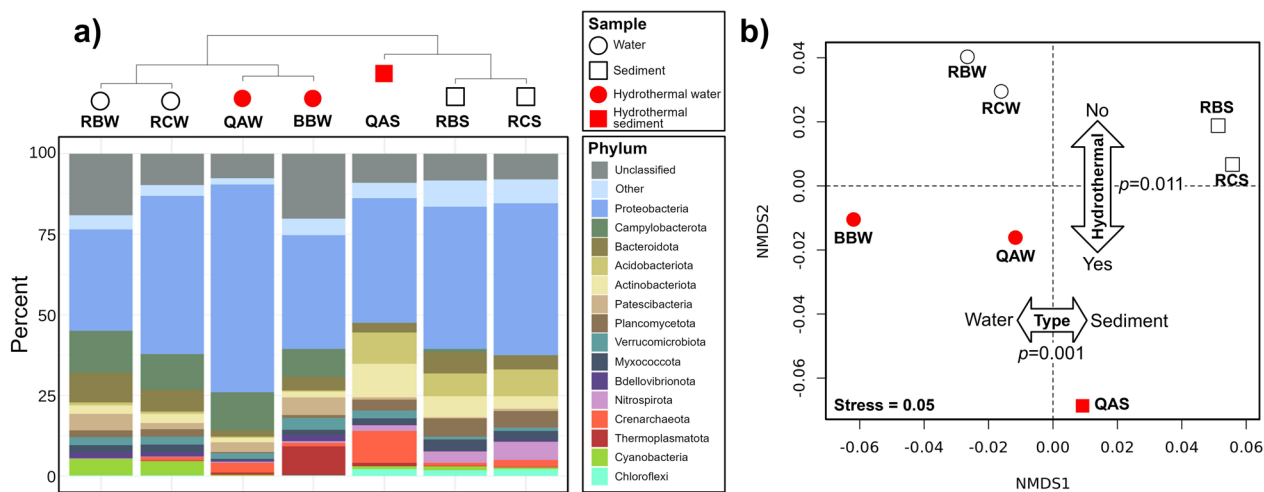 a)
RBW RCW QAW BBW QAS RBS RCS
Sample
Water
Sediment
Hydrothermal water
Hydrothermal
sediment
Percent
100
75
50
25
0
Phylum
Unclassified
Other
Proteobacteria
Campylobacterota
Bacteroidota
Acidobacteriota
Actinobacteriota
Patescibacteria
Plancomycetota
Verrucomicrobiota
Myxococcota
Bdellovibrionota
Nitrospirota
Crenarchaeota
Thermoplasmatota
Cyanobacteria
Chloroflexi
b)
NMDS2
0.04
0.02
0.00
-0.02
-0.04
-0.06
RBW
RCW
RBS
RCS
BBW
QAW
QAS
No
Hydrothermal
p=0.011
Yes
Water Type Sediment
p=0.001
Stress = 0.05
-0.06 -0.04 -0.02 0.00 0.02 0.04 0.06
NMDS1